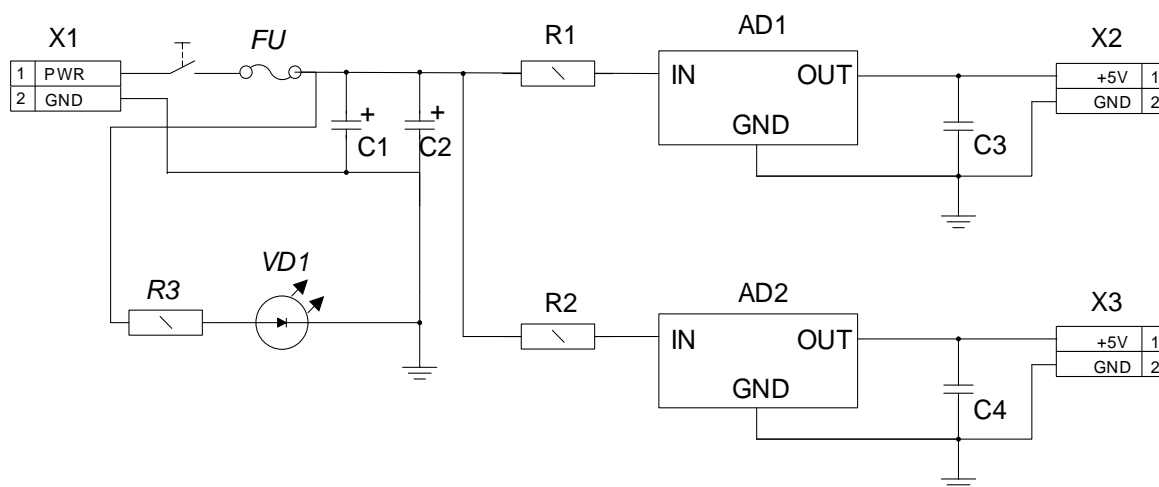 X1
1 PWR
2 GND
FU
+
C1
+
C2
R1
AD1
IN OUT
GND
C3
X2
+5V 1
GND 2
R3
VD1
R2
AD2
IN OUT
GND
C4
X3
+5V 1
GND 2